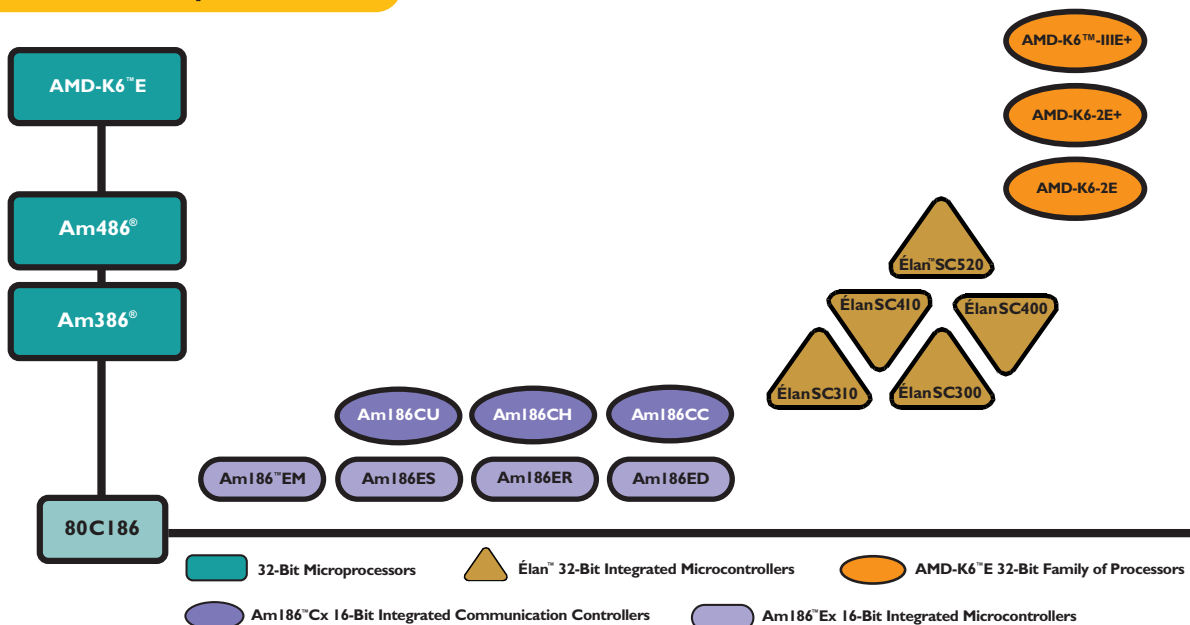 AMD-K6™E
Am486®
Am386®
80C186
AMD-K6™-IIIE+
AMD-K6-2E+
AMD-K6-2E
Élan™SC520
ÉlanSC410
ÉlanSC400
ÉlanSC310
ÉlanSC300
Am186CU
Am186CH
Am186CC
Am186™EM
Am186ES
Am186ER
Am186ED
32-Bit Microprocessors
Élan™ 32-Bit Integrated Microcontrollers
AMD-K6™E 32-Bit Family of Processors
Am186™Cx 16-Bit Integrated Communication Controllers
Am186™Ex 16-Bit Integrated Microcontrollers